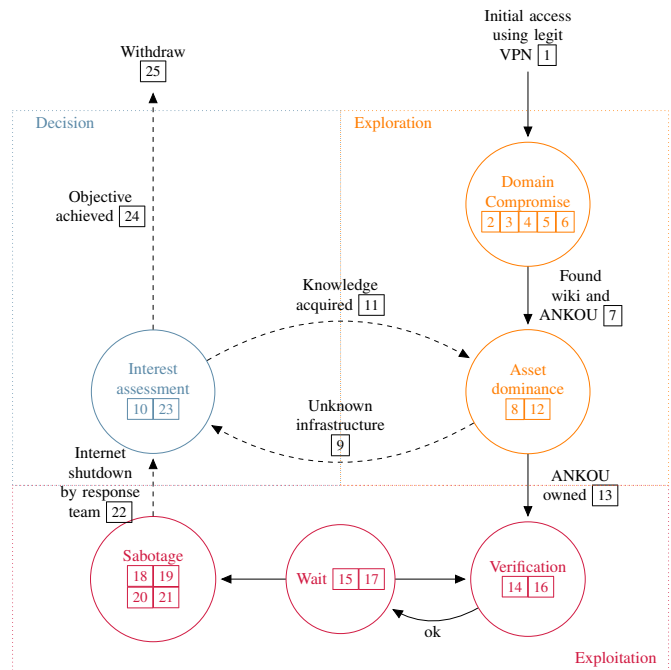 Initial access
using legit
VPN 1
Withdraw
25
Decision
Exploration
Domain
Compromise
2 3 4 5 6
Objective
achieved 24
Found
wiki and
ANKOU 7
Knowledge
acquired 11
Interest
assessment
10 23
Asset
dominance
8 12
Unknown
infrastructure
9
Internet
shutdown
by response
team 22
ANKOU
owned 13
Sabotage
18 19
20 21
Wait 15 17
Verification
14 16
ok
Exploitation